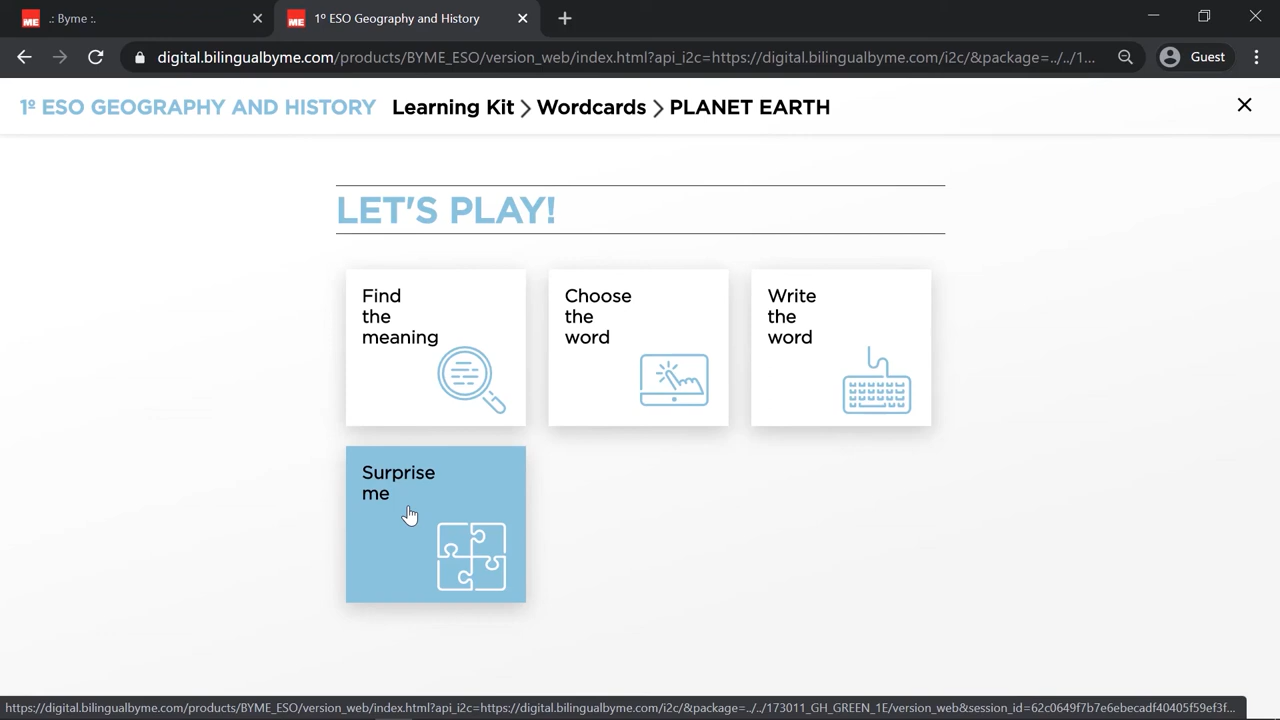 ME .: Byme :.
ME 1º ESO Geography and History
digital.bilingualbyme.com/products/BYME_ESO/version_web/index.html?api_i2c=https://digital.bilingualbyme.com/i2c/&package=../../1...
Guest
1º ESO GEOGRAPHY AND HISTORY Learning Kit > Wordcards > PLANET EARTH
LET'S PLAY!
Find
the
meaning
Choose
the
word
Write
the
word
Surprise
me
https://digital.bilingualbyme.com/products/BYME_ESO/version_web/index.html?api_i2c=https://digital.bilingualbyme.com/i2c/&package=../../173011_GH_GREEN_1E/version_web&session_id=62c0649f7b7e6ebecadf40405f59ef3f...